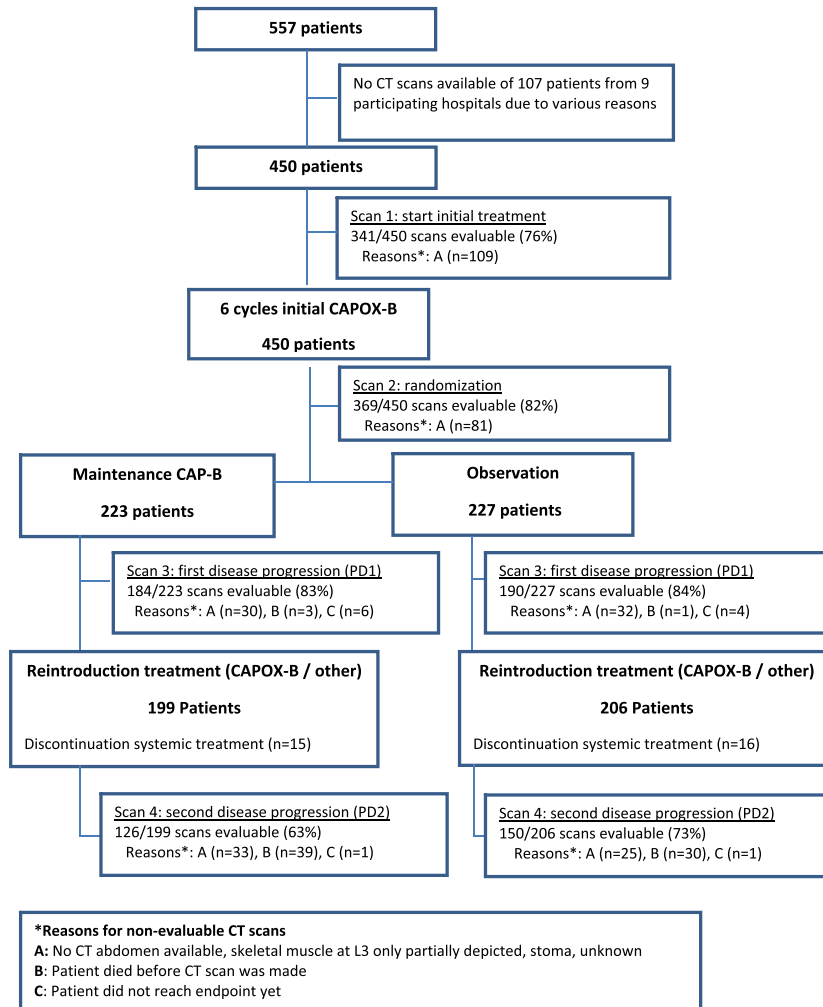 557 patients
No CT scans available of 107 patients from 9
participating hospitals due to various reasons
450 patients
Scan 1: start initial treatment
341/450 scans evaluable (76%)
Reasons*: A (n=109)
6 cycles initial CAPOX-B
450 patients
Scan 2: randomization
369/450 scans evaluable (82%)
Reasons*: A (n=81)
Maintenance CAP-B
223 patients
Observation
227 patients
Scan 3: first disease progression (PD1)
184/223 scans evaluable (83%)
Reasons*: A (n=30), B (n=3), C (n=6)
Scan 3: first disease progression (PD1)
190/227 scans evaluable (84%)
Reasons*: A (n=32), B (n=1), C (n=4)
Reintroduction treatment (CAPOX-B / other)
199 Patients
Discontinuation systemic treatment (n=15)
Reintroduction treatment (CAPOX-B / other)
206 Patients
Discontinuation systemic treatment (n=16)
Scan 4: second disease progression (PD2)
126/199 scans evaluable (63%)
Reasons*: A (n=33), B (n=39), C (n=1)
Scan 4: second disease progression (PD2)
150/206 scans evaluable (73%)
Reasons*: A (n=25), B (n=30), C (n=1)
*Reasons for non-evaluable CT scans
A: No CT abdomen available, skeletal muscle at L3 only partially depicted, stoma, unknown
B: Patient died before CT scan was made
C: Patient did not reach endpoint yet